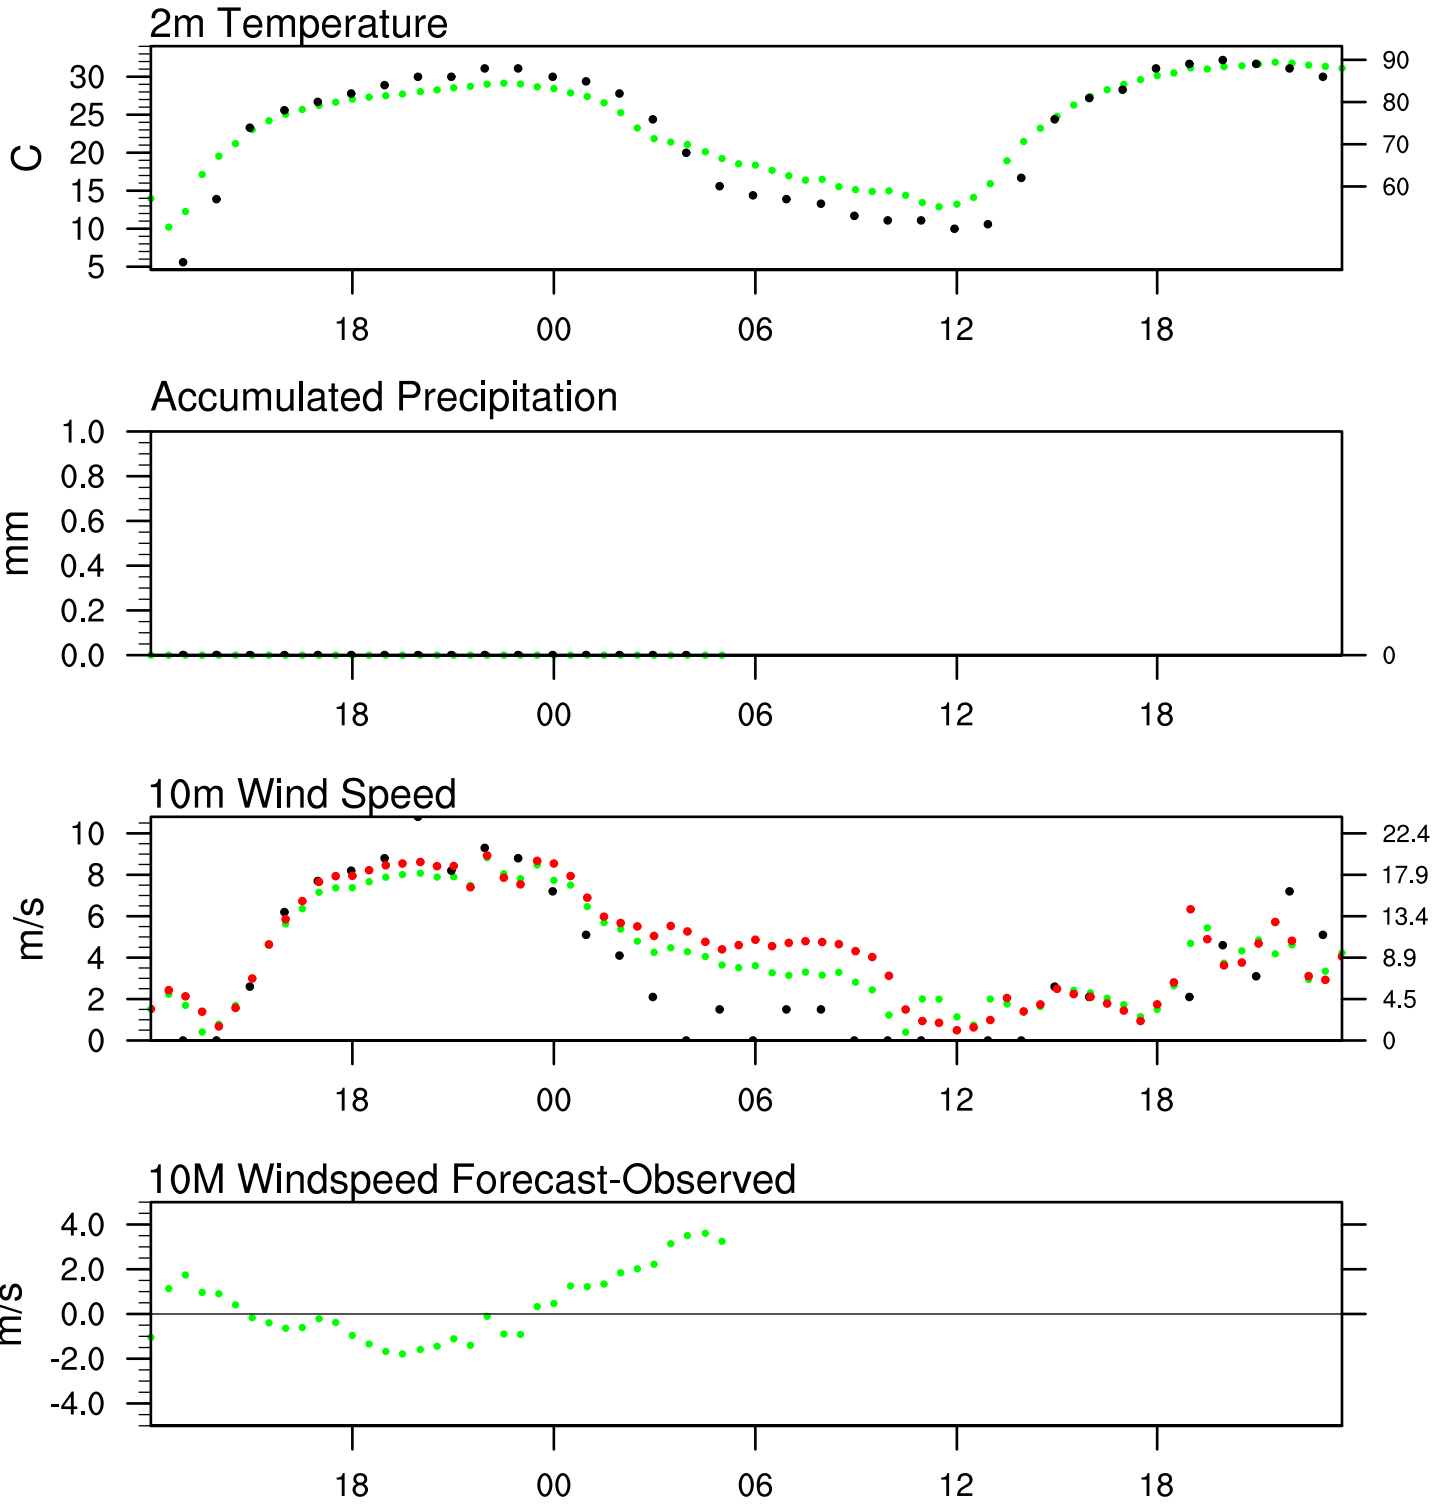 2m Temperature
30
25
20
15
10
5
C
90
80
70
60
18 00 06 12 18
Accumulated Precipitation
1.0
0.8
0.6
0.4
0.2
0.0
mm
0
18 00 06 12 18
10m Wind Speed
10
8
6
4
2
0
m/s
22.4
17.9
13.4
8.9
4.5
0
18 00 06 12 18
10M Windspeed Forecast-Observed
4.0
2.0
0.0
-2.0
-4.0
m/s
18 00 06 12 18